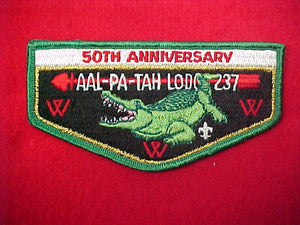 50TH ANNIVERSARY
AAL-PA-TAH LODGE 237
W W
W